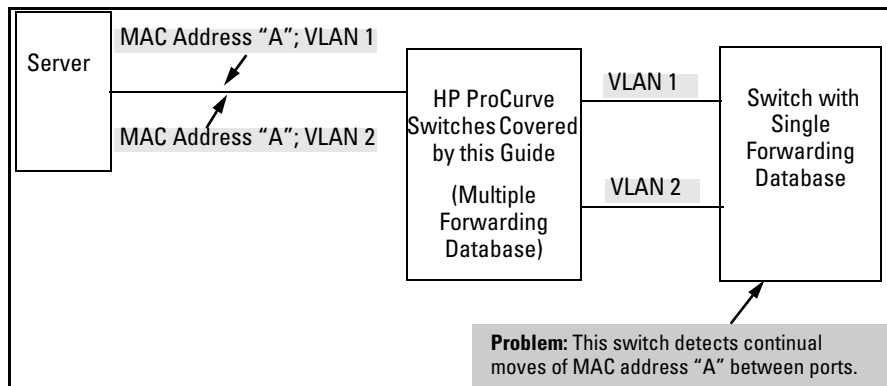 Server
MAC Address “A”; VLAN 1
MAC Address “A”; VLAN 2
HP ProCurve
Switches Covered
by this Guide
(Multiple
Forwarding
Database)
VLAN 1
VLAN 2
Switch with
Single
Forwarding
Database
Problem: This switch detects continual
moves of MAC address “A” between ports.